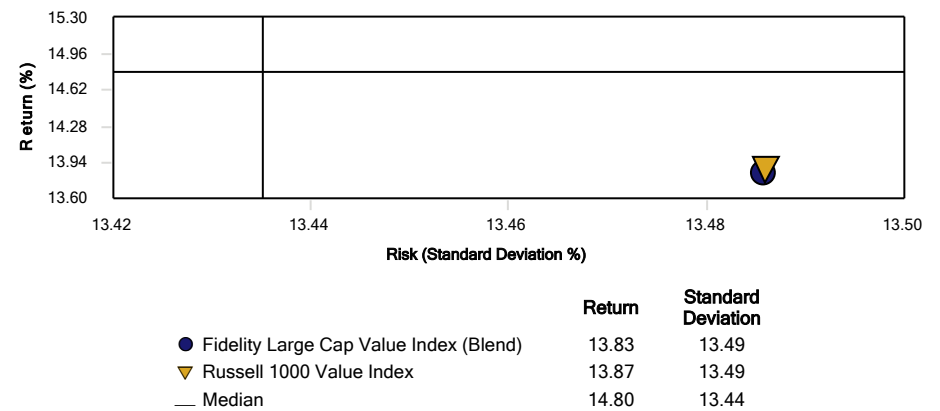 15.30
14.96
14.62
14.28
13.94
13.60
Return (%)
13.42 13.44 13.46 13.48 13.50
Risk (Standard Deviation %)
Return Standard Deviation
Fidelity Large Cap Value Index (Blend) 13.83 13.49
Russell 1000 Value Index 13.87 13.49
Median 14.80 13.44